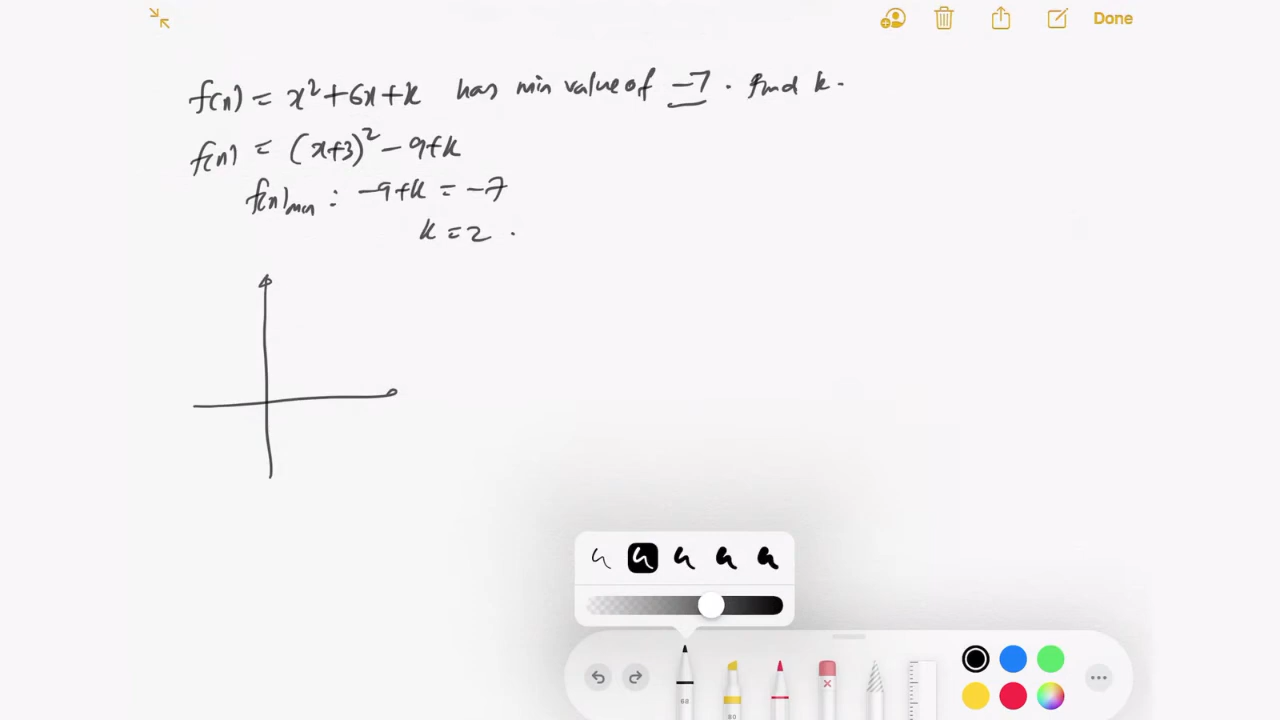 Done
f(x) = x²+6x+k has min value of -7. find k.
f(x) = (x+3)² - 9+k
f(x)min : -9+k = -7
k = 2.